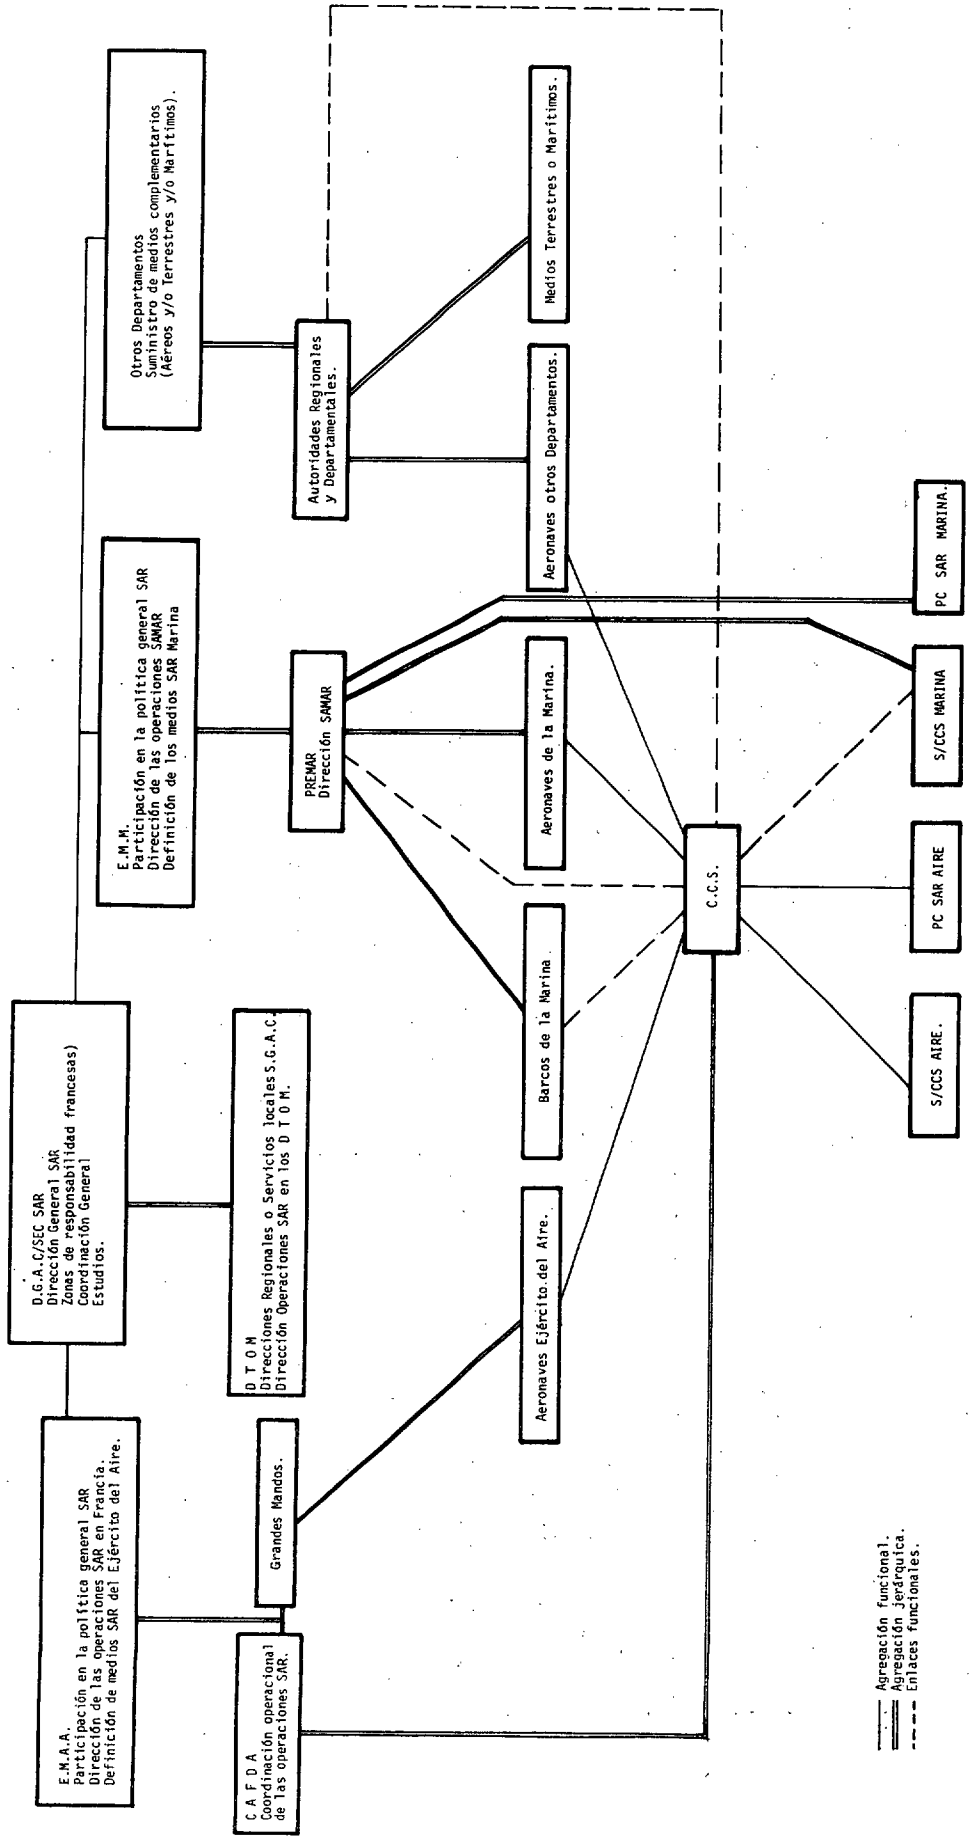 E.M.A.A.
Participación en la política general SAR
Dirección de las operaciones SAR en Francia.
Definición de medios SAR del Ejército del Aire.
D.G.A.C/SEC SAR
Dirección General SAR
Zonas de responsabilidad francesas)
Coordinación General
Estudios.
E.M.M.
Participación en la política general SAR
Dirección de las operaciones SAMAR
Definición de los medios SAR Marina
Otros Departamentos
Suministro de medios complementarios
(Aéreos y/o Terrestres y/o Marítimos).
C A F D A
Coordinación operacional
de las operaciones SAR.
Grandes Mandos.
D T O M
Direcciones Regionales o Servicios locales S.G.A.C.
Dirección Operaciones SAR en los D T O M.
PREMAR
Dirección SAMAR
Autoridades Regionales
y Departamentales.
Aeronaves Ejército del Aire.
Barcos de la Marina
Aeronaves de la Marina.
Aeronaves otros Departamentos.
Medios Terrestres o Marítimos.
C.C.S.
S/CCS AIRE.
PC SAR AIRE
S/CCS MARINA
PC SAR MARINA.
Agregación funcional.
Agregación jerárquica.
Enlaces funcionales.